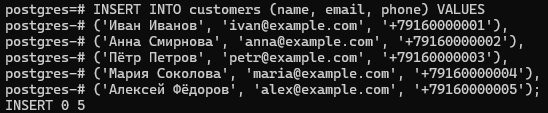 postgres=# INSERT INTO customers (name, email, phone) VALUES
postgres-# ('Иван Иванов', 'ivan@example.com', '+79160000001'),
postgres-# ('Анна Смирнова', 'anna@example.com', '+79160000002'),
postgres-# ('Пётр Петров', 'petr@example.com', '+79160000003'),
postgres-# ('Мария Соколова', 'maria@example.com', '+79160000004'),
postgres-# ('Алексей Фёдоров', 'alex@example.com', '+79160000005');
INSERT 0 5